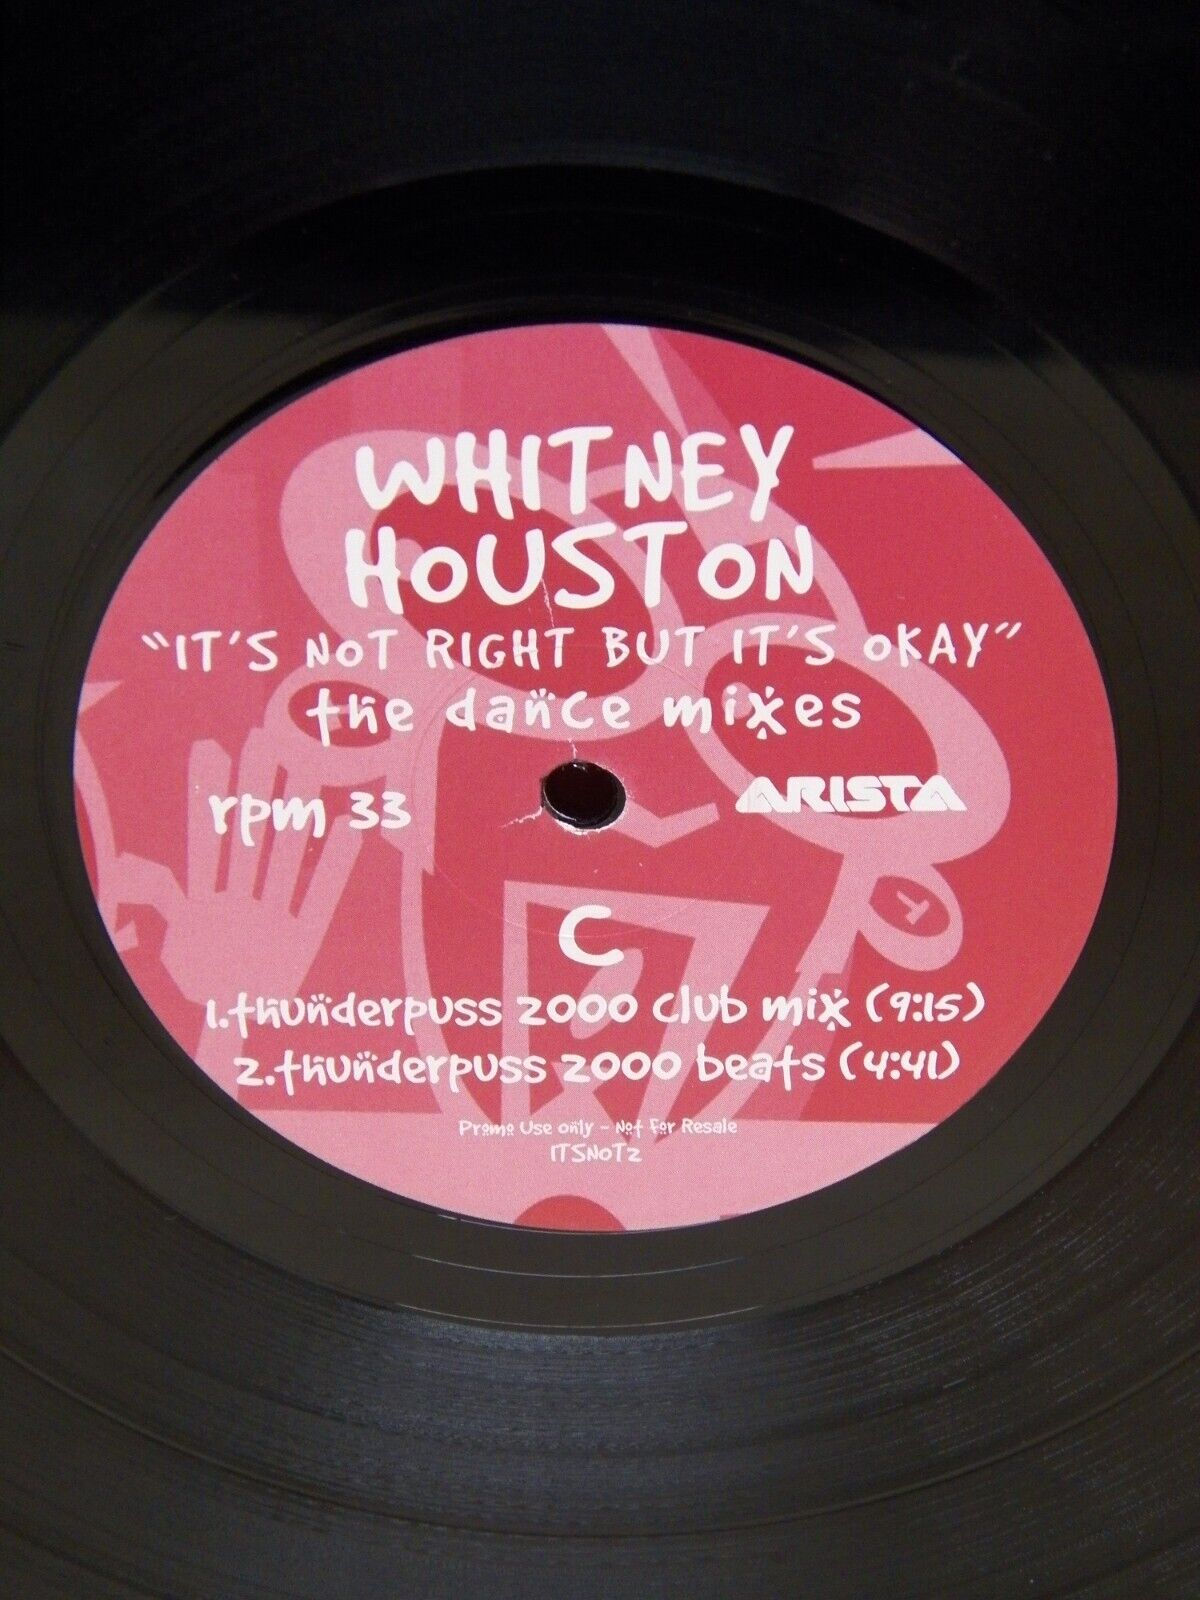 WHITNEY
HOUSTON
"IT'S NOT RIGHT BUT IT'S OKAY"
the dance mixes
rpm 33
ARISTA
C
1.thunderpuss 2000 club mix (9:15)
2.thunderpuss 2000 beats (4:41)
Promo Use only - Not For Resale
ITSNOT2